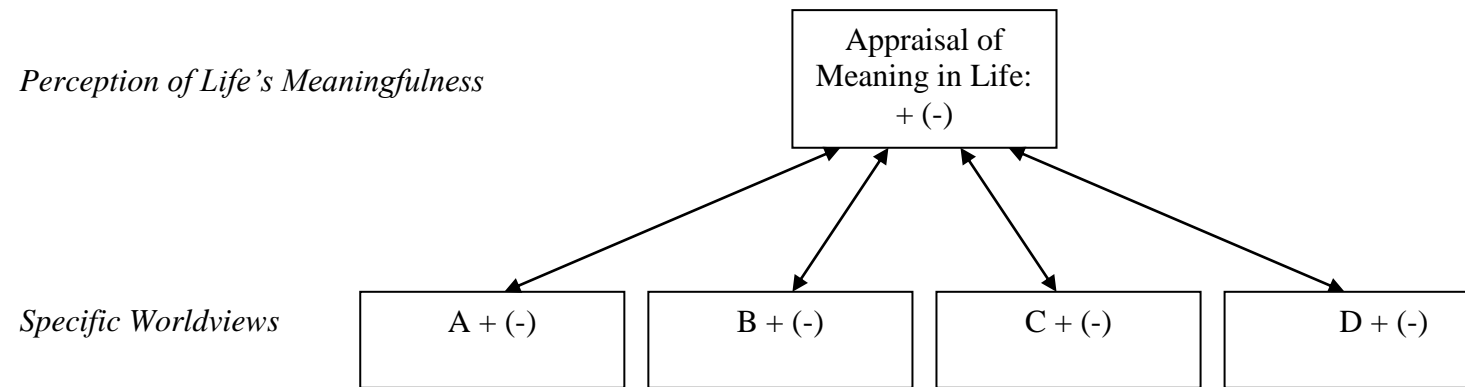 Appraisal of
Perception of Life's Meaningfulness
Meaning in Life:
+ (-)
Specific Worldviews
A + (-)
B + (-)
C + (-)
D + (-)